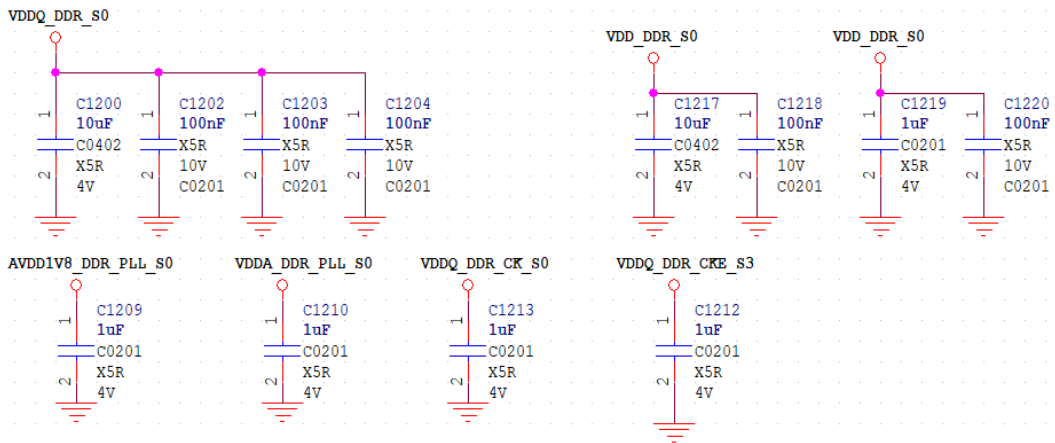 VDDQ_DDR_S0
VDD_DDR_S0
VDD_DDR_S0
1
2
C1200
10uF
C0402
X5R
4V
1
2
C1202
100nF
X5R
10V
C0201
1
2
C1203
100nF
X5R
10V
C0201
1
2
C1204
100nF
X5R
10V
C0201
1
2
C1217
10uF
C0402
X5R
4V
1
2
C1218
100nF
X5R
10V
C0201
1
2
C1219
1uF
C0201
X5R
4V
1
2
C1220
100nF
X5R
10V
C0201
AVDD1V8_DDR_PLL_S0
VDDA_DDR_PLL_S0
VDDQ_DDR_CK_S0
VDDQ_DDR_CKE_S3
1
2
C1209
1uF
C0201
X5R
4V
1
2
C1210
1uF
C0201
X5R
4V
1
2
C1213
1uF
C0201
X5R
4V
1
2
C1212
1uF
C0201
X5R
4V